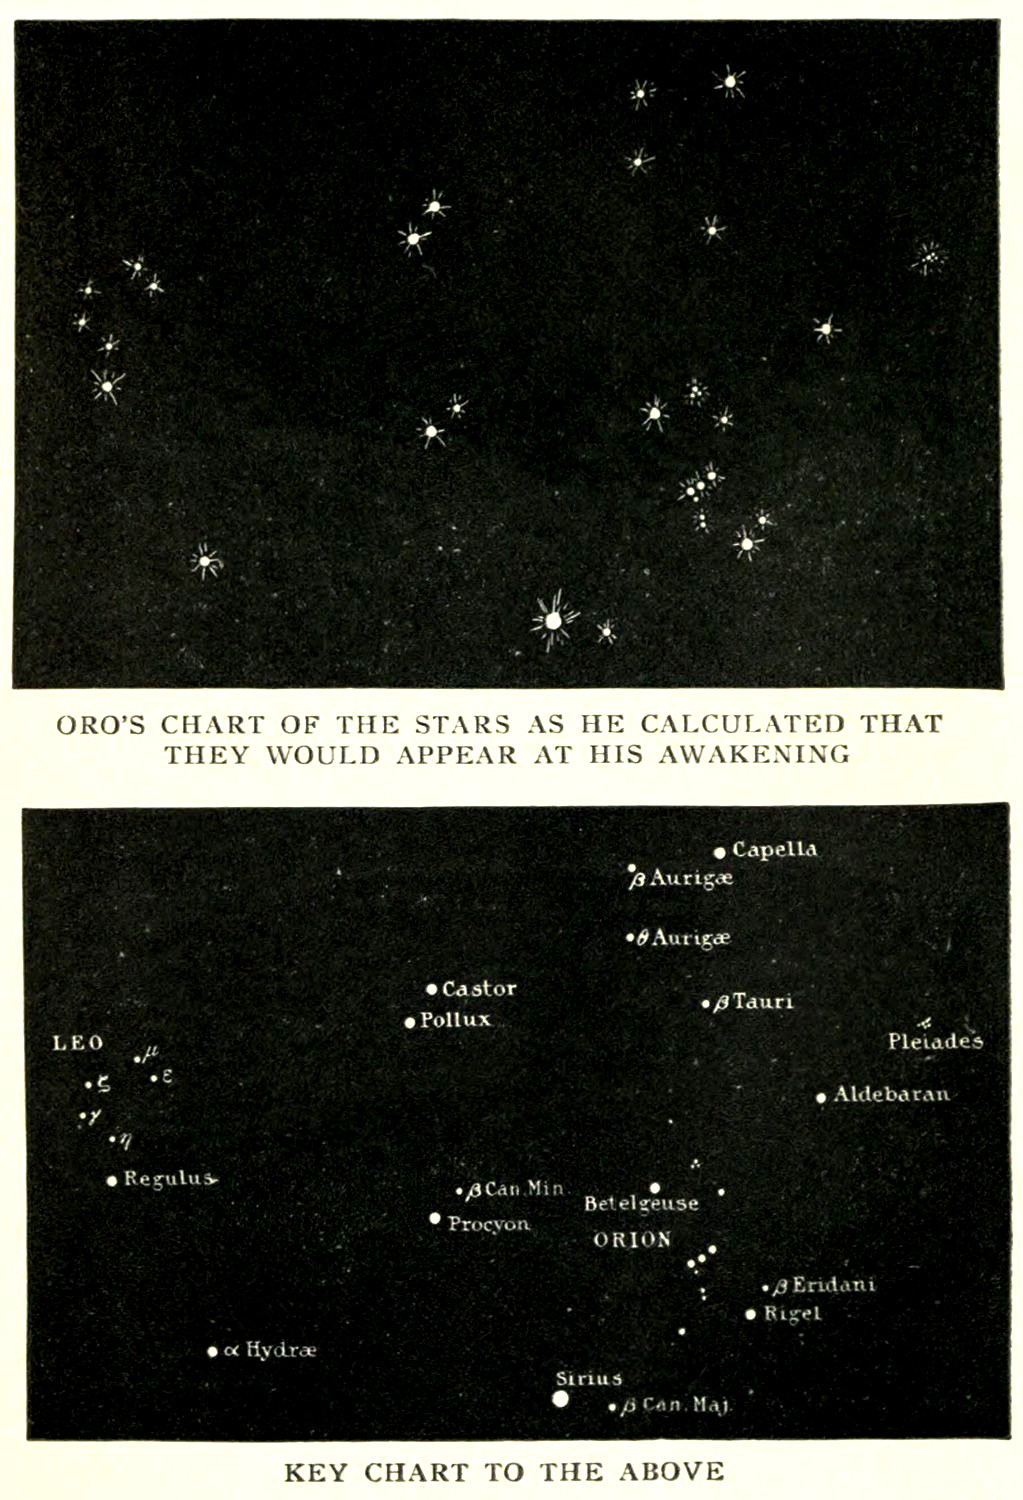 ORO'S CHART OF THE STARS AS HE CALCULATED THAT
THEY WOULD APPEAR AT HIS AWAKENING
Capella
β Aurigæ
θ Aurigæ
Castor
β Tauri
Pollux
LEO
Pleiades
μ
ζ
ε
Aldebaran
γ
η
Regulus
β Can. Min.
Betelgeuse
Procyon
ORION
β Eridani
Rigel
α Hydræ
Sirius
β Can. Maj.
KEY CHART TO THE ABOVE